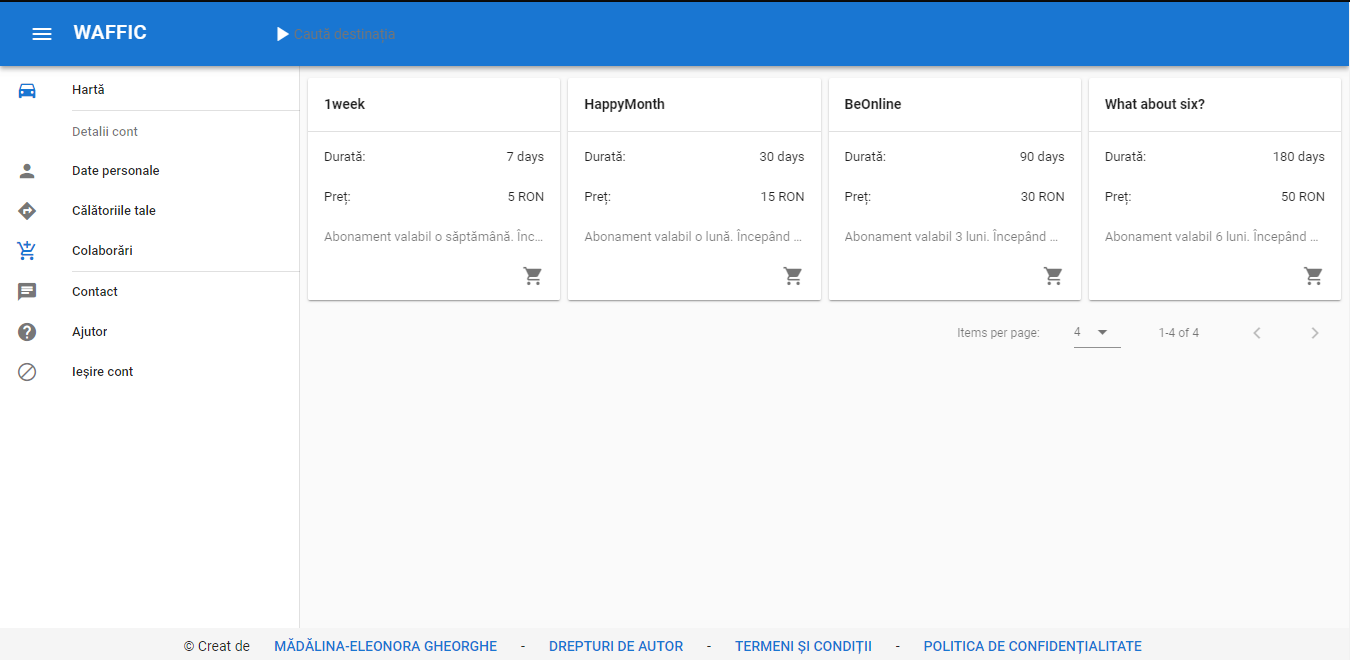 WAFFIC
Caută destinația
Hartă
Detalii cont
Date personale
Călătoriile tale
Colaborări
Contact
Ajutor
Ieșire cont
1week
Durată: 7 days
Preț: 5 RON
Abonament valabil o săptămână. Înc...
HappyMonth
Durată: 30 days
Preț: 15 RON
Abonament valabil o lună. Începând ...
BeOnline
Durată: 90 days
Preț: 30 RON
Abonament valabil 3 luni. Începând ...
What about six?
Durată: 180 days
Preț: 50 RON
Abonament valabil 6 luni. Începând ...
Items per page: 4 1-4 of 4
© Creat de MĂDĂLINA-ELEONORA GHEORGHE - DREPTURI DE AUTOR - TERMENI ȘI CONDIȚII - POLITICA DE CONFIDENȚIALITATE